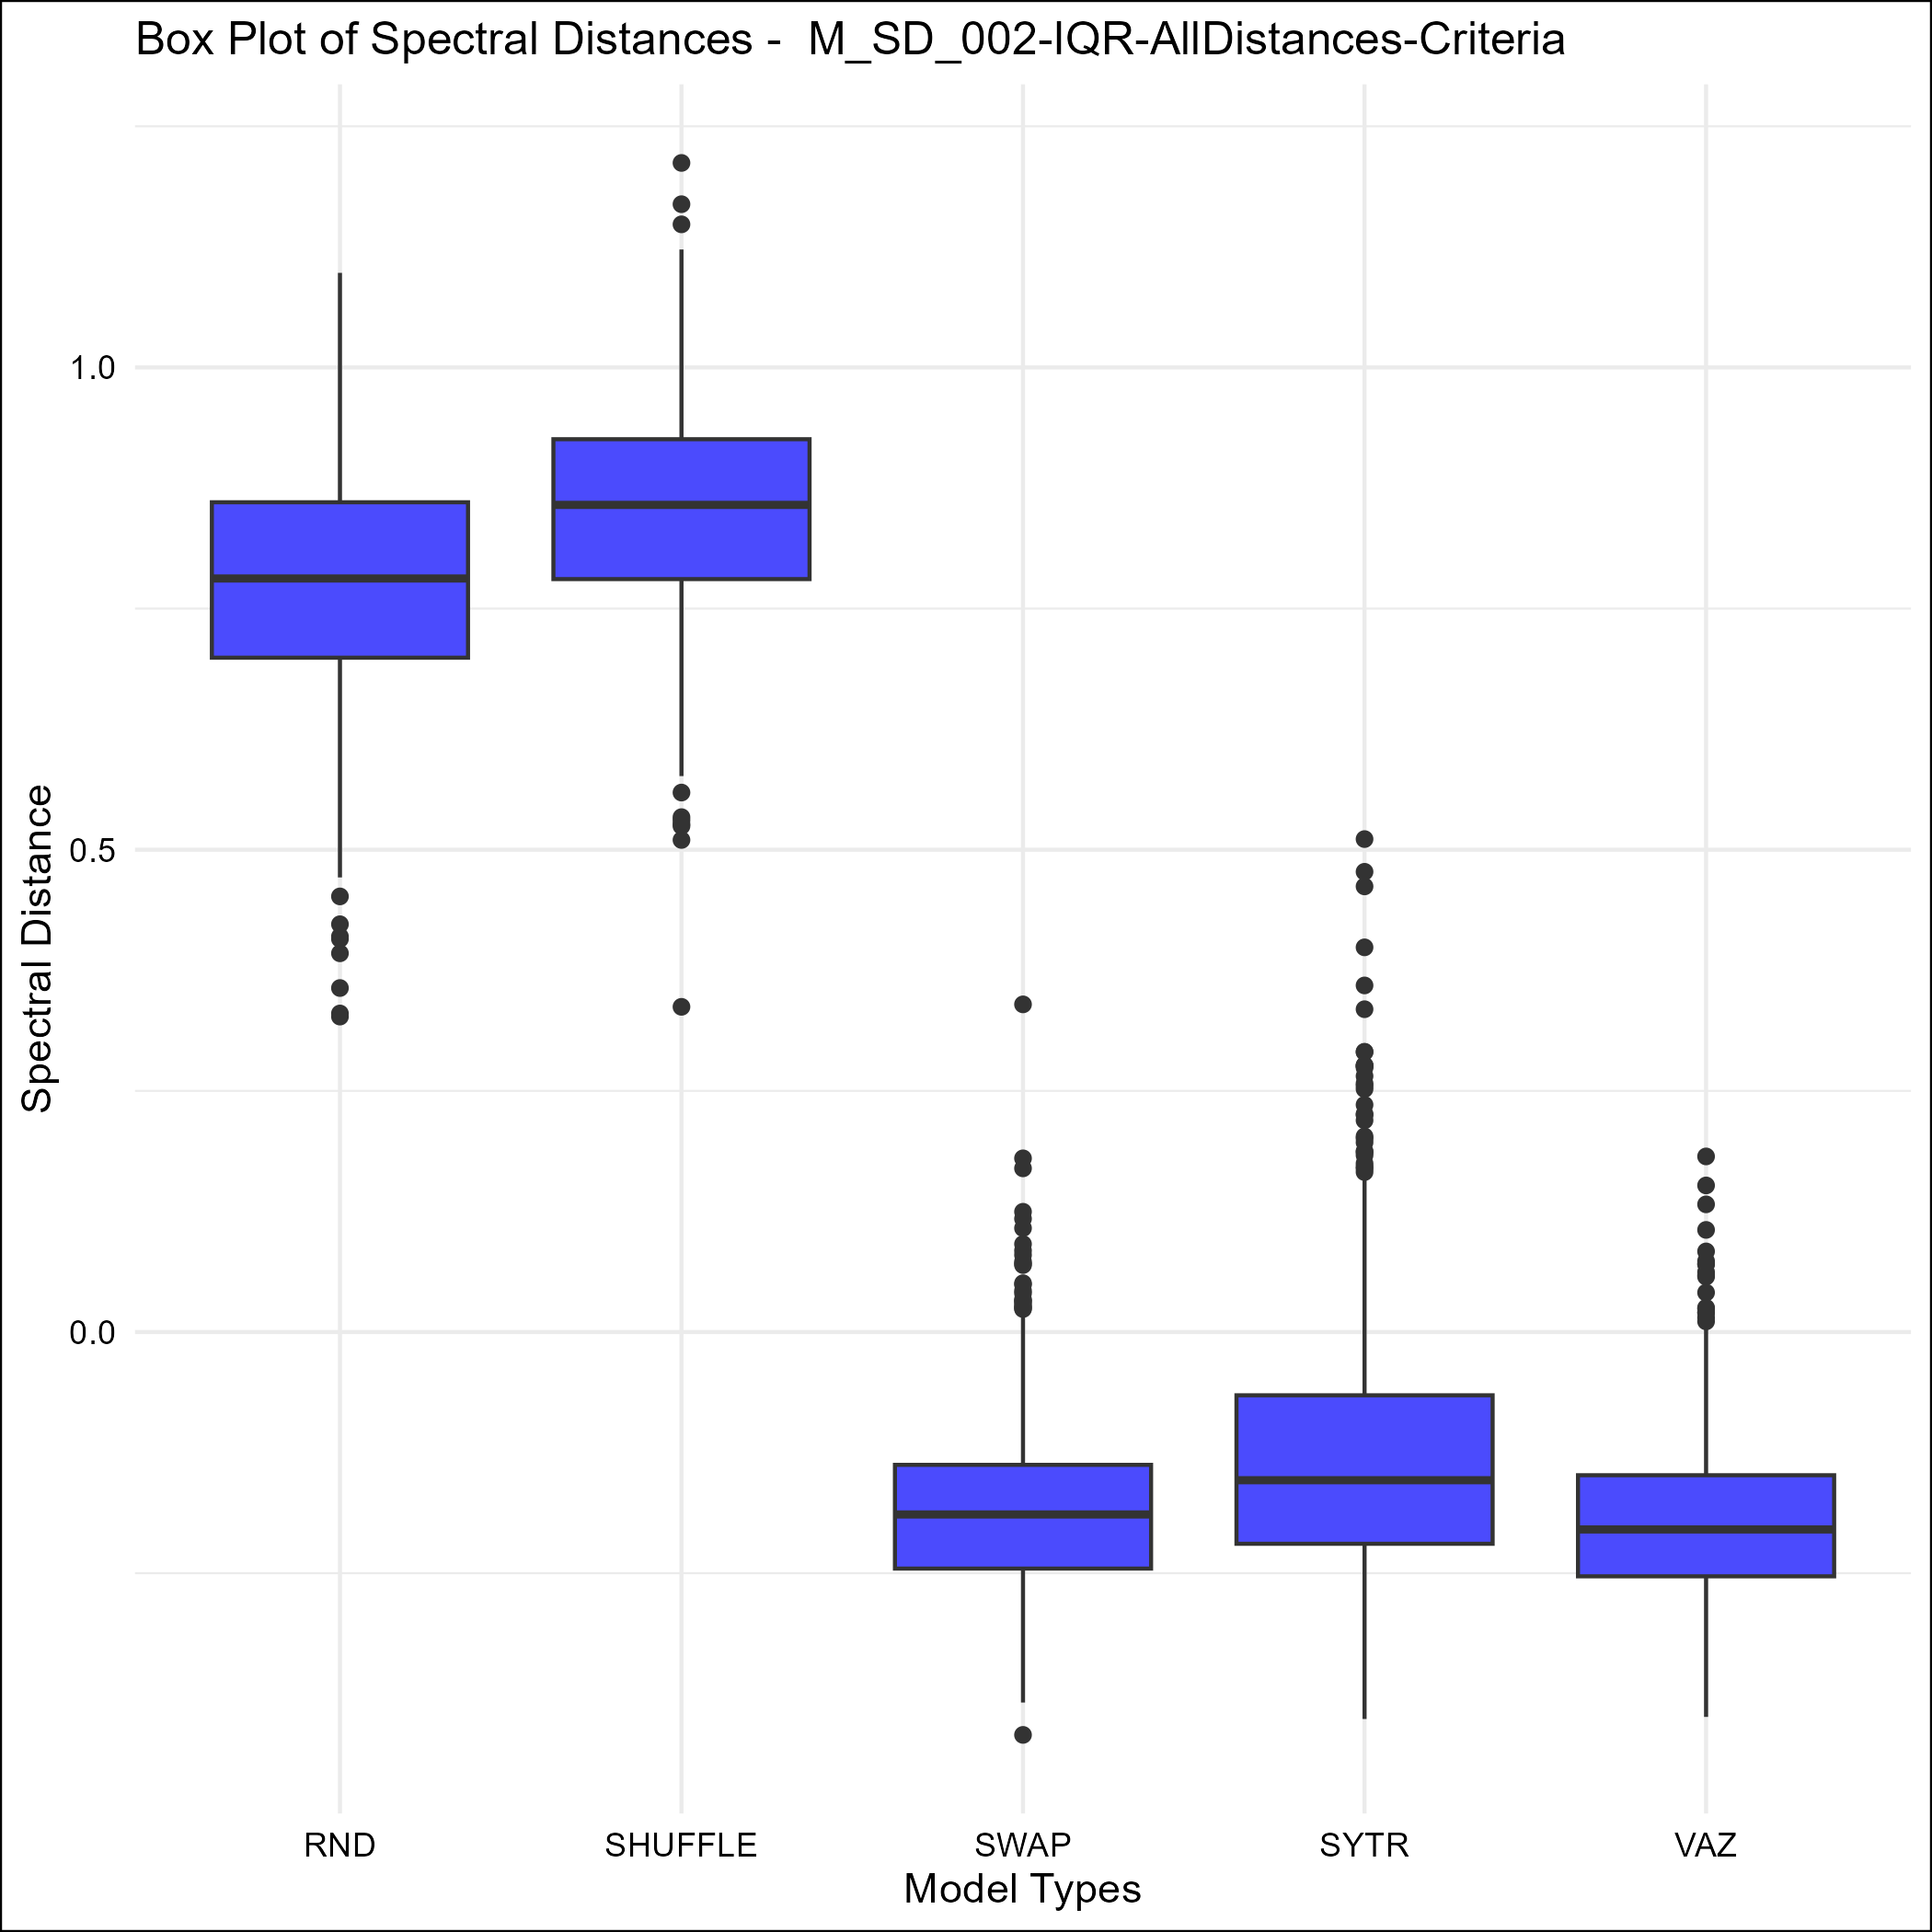 Box Plot of Spectral Distances -  M_SD_002-IQR-AllDistances-Criteria
1.0
0.5
0.0
Spectral Distance
RND SHUFFLE SWAP SYTR VAZ
Model Types